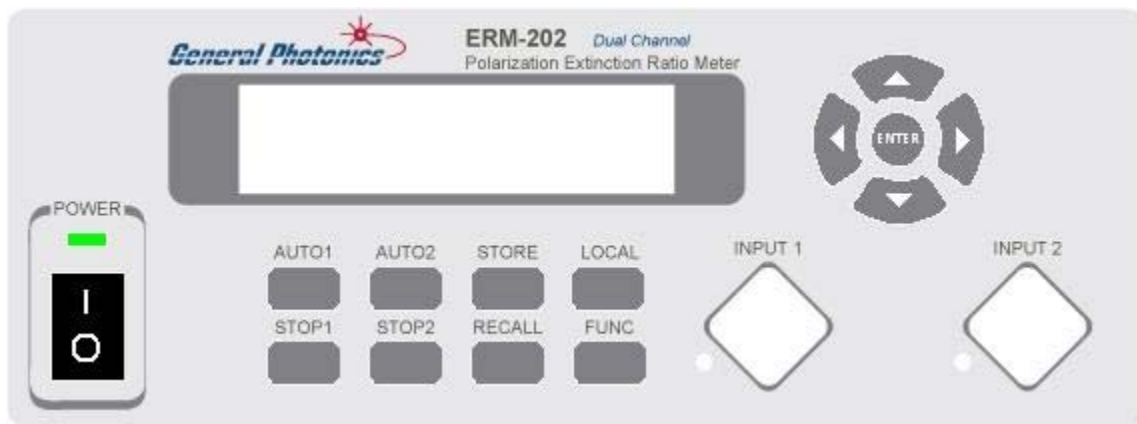 General Photonics
ERM-202 Dual Channel
Polarization Extinction Ratio Meter
ENTER
POWER
I
O
AUTO1 AUTO2 STORE LOCAL
STOP1 STOP2 RECALL FUNC
INPUT 1
INPUT 2